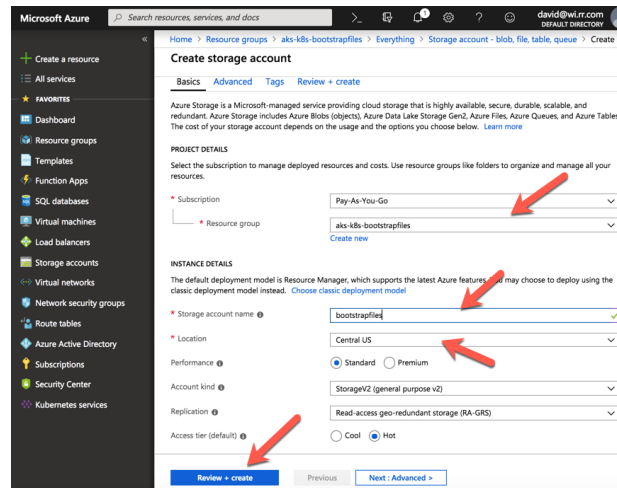 Microsoft Azure
Search resources, services, and docs
1
david@wi.rr.com
DEFAULT DIRECTORY
«
Create a resource
All services
FAVORITES
Dashboard
Resource groups
Templates
Function Apps
SQL databases
Virtual machines
Load balancers
Storage accounts
Virtual networks
Network security groups
Route tables
Azure Active Directory
Subscriptions
Security Center
Kubernetes services
Home > Resource groups > aks-k8s-bootstrapfiles > Everything > Storage account - blob, file, table, queue > Create
Create storage account
Basics Advanced Tags Review + create
Azure Storage is a Microsoft-managed service providing cloud storage that is highly available, secure, durable, scalable, and
redundant. Azure Storage includes Azure Blobs (objects), Azure Data Lake Storage Gen2, Azure Files, Azure Queues, and Azure Tables
The cost of your storage account depends on the usage and the options you choose below. Learn more
PROJECT DETAILS
Select the subscription to manage deployed resources and costs. Use resource groups like folders to organize and manage all your
resources.
* Subscription
Pay-As-You-Go
* Resource group
aks-k8s-bootstrapfiles
Create new
INSTANCE DETAILS
The default deployment model is Resource Manager, which supports the latest Azure features. may choose to deploy using the
classic deployment model instead. Choose classic deployment model
* Storage account name
bootstrapfiles
* Location
Central US
Performance
Standard Premium
Account kind
StorageV2 (general purpose v2)
Replication
Read-access geo-redundant storage (RA-GRS)
Access tier (default)
Cool Hot
Review + create
Previous
Next : Advanced >